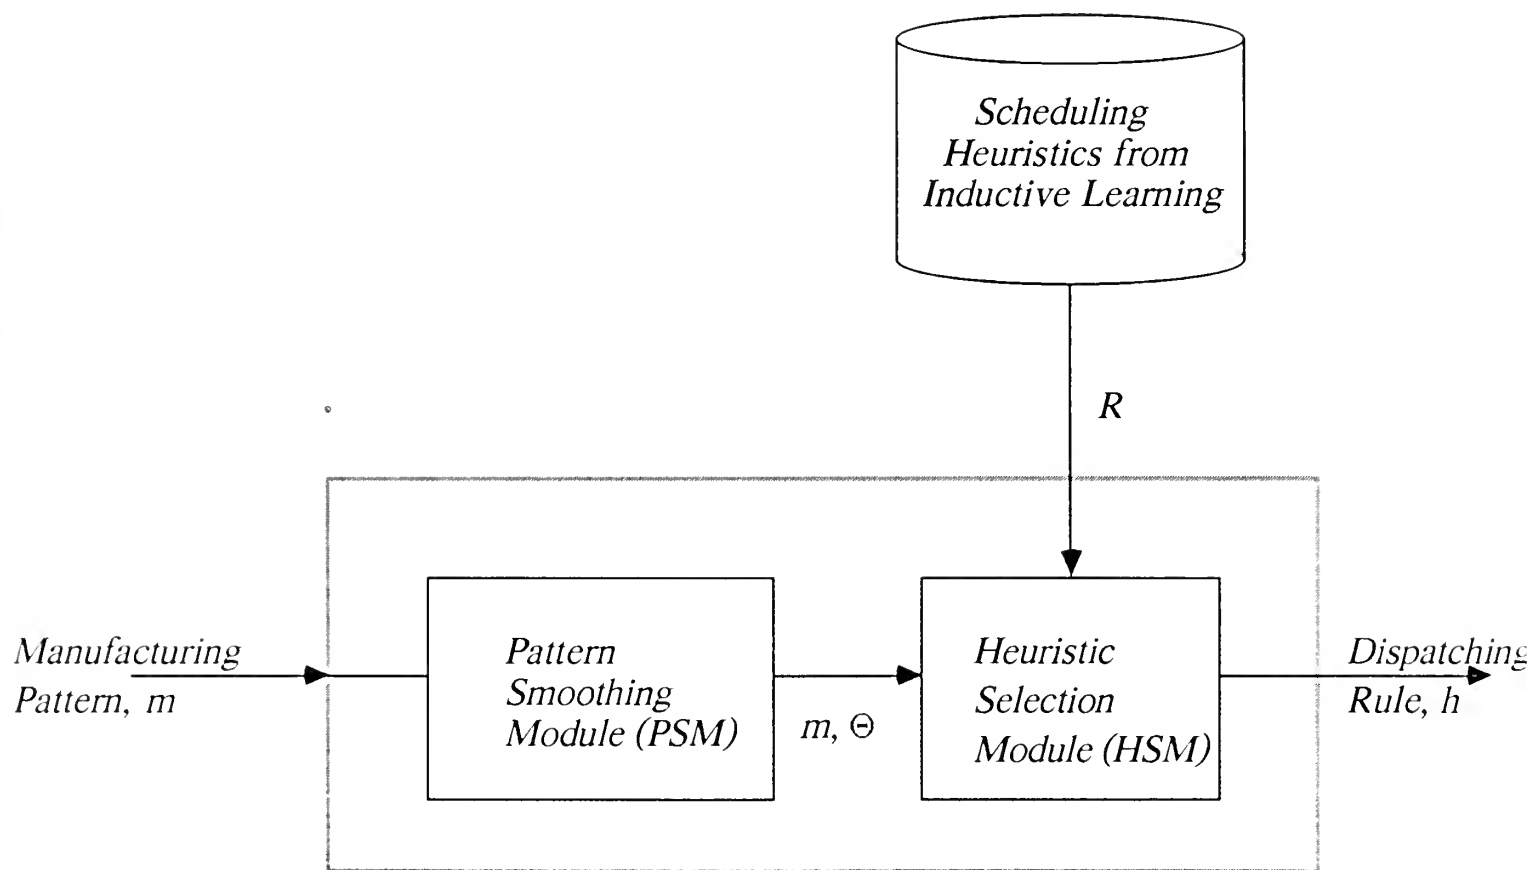 Scheduling
Heuristics from
Inductive Learning
R
Manufacturing
Pattern, m
Pattern
Smoothing
Module (PSM)
m, Θ
Heuristic
Selection
Module (HSM)
Dispatching
Rule, h